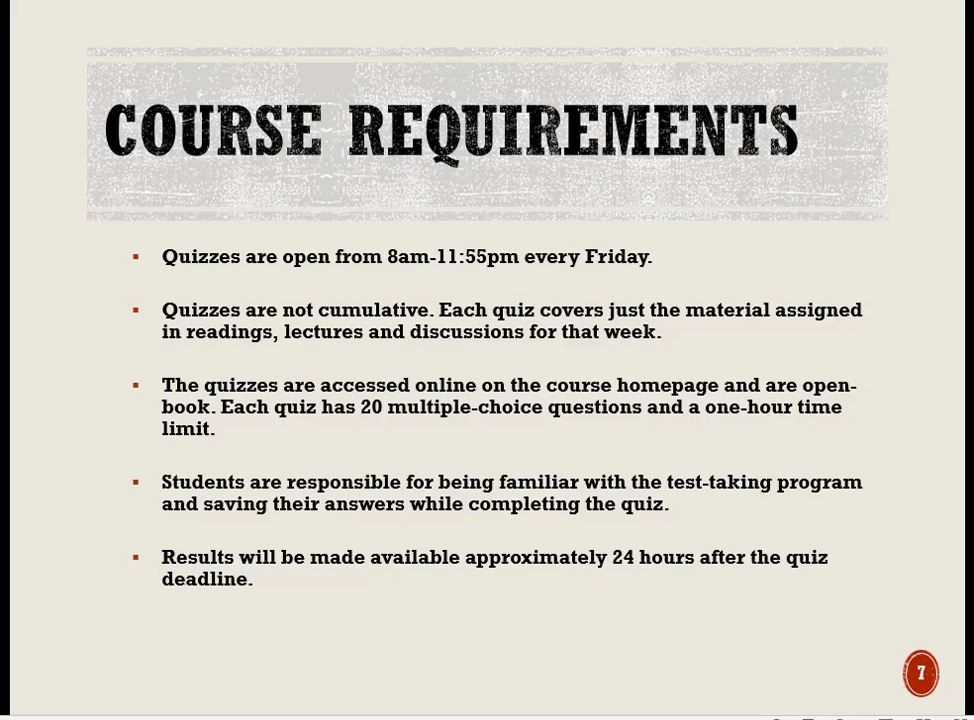 COURSE REQUIREMENTS
▪ Quizzes are open from 8am-11:55pm every Friday.
▪ Quizzes are not cumulative. Each quiz covers just the material assigned
in readings, lectures and discussions for that week.
▪ The quizzes are accessed online on the course homepage and are open-
book. Each quiz has 20 multiple-choice questions and a one-hour time
limit.
▪ Students are responsible for being familiar with the test-taking program
and saving their answers while completing the quiz.
▪ Results will be made available approximately 24 hours after the quiz
deadline.
7